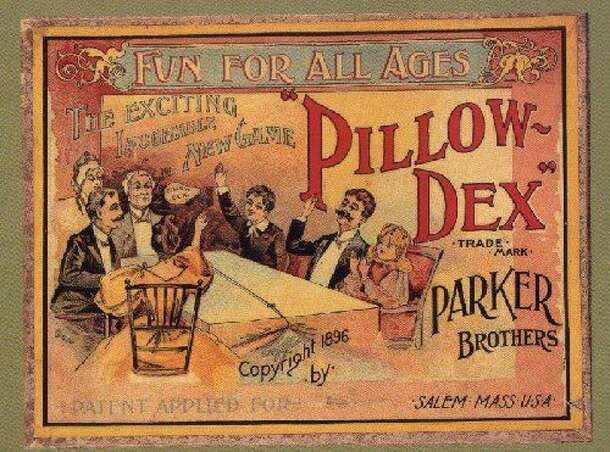 FUN FOR ALL AGES
THE EXCITING
LAUGHABLE
NEW GAME
"PILLOW~
DEX"
·TRADE·
·MARK·
PARKER
BROTHERS
Copyright 1896
·by·
PATENT APPLIED FOR
·SALEM·MASS·USA·